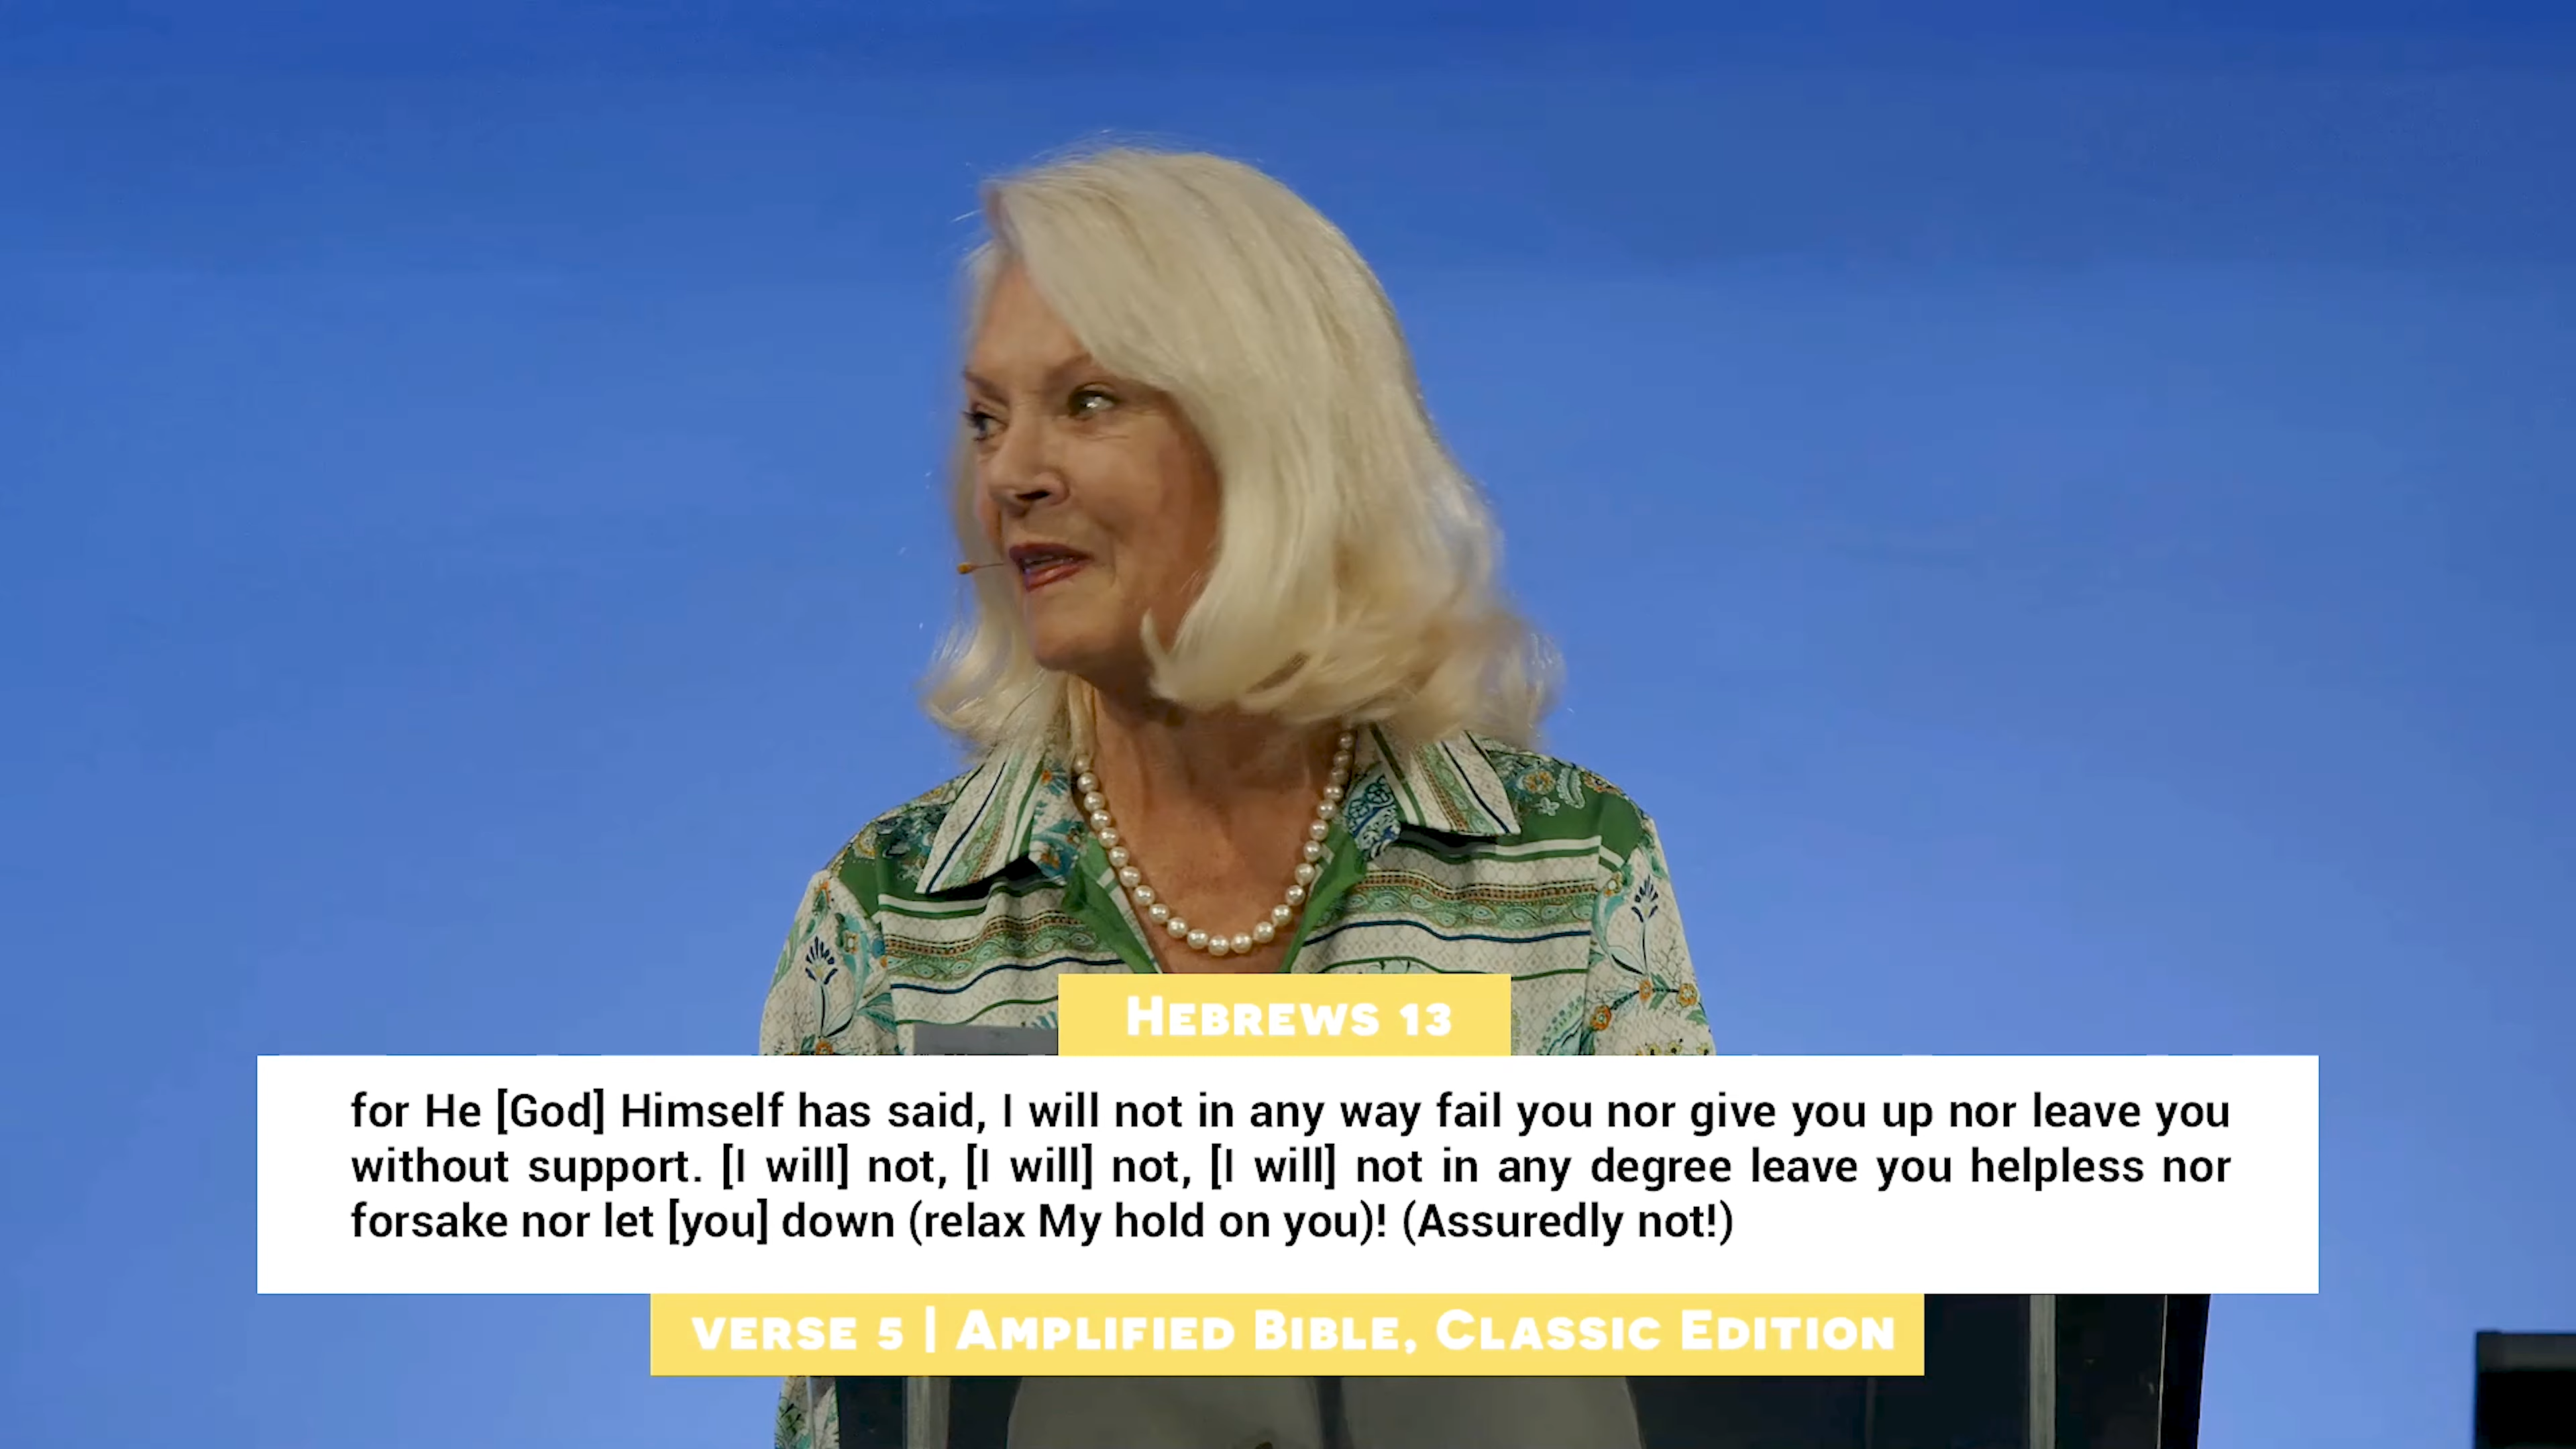 HEBREWS 13
for He [God] Himself has said, I will not in any way fail you nor give you up nor leave you
without support. [I will] not, [I will] not, [I will] not in any degree leave you helpless nor
forsake nor let [you] down (relax My hold on you)! (Assuredly not!)
VERSE 5 | AMPLIFIED BIBLE, CLASSIC EDITION